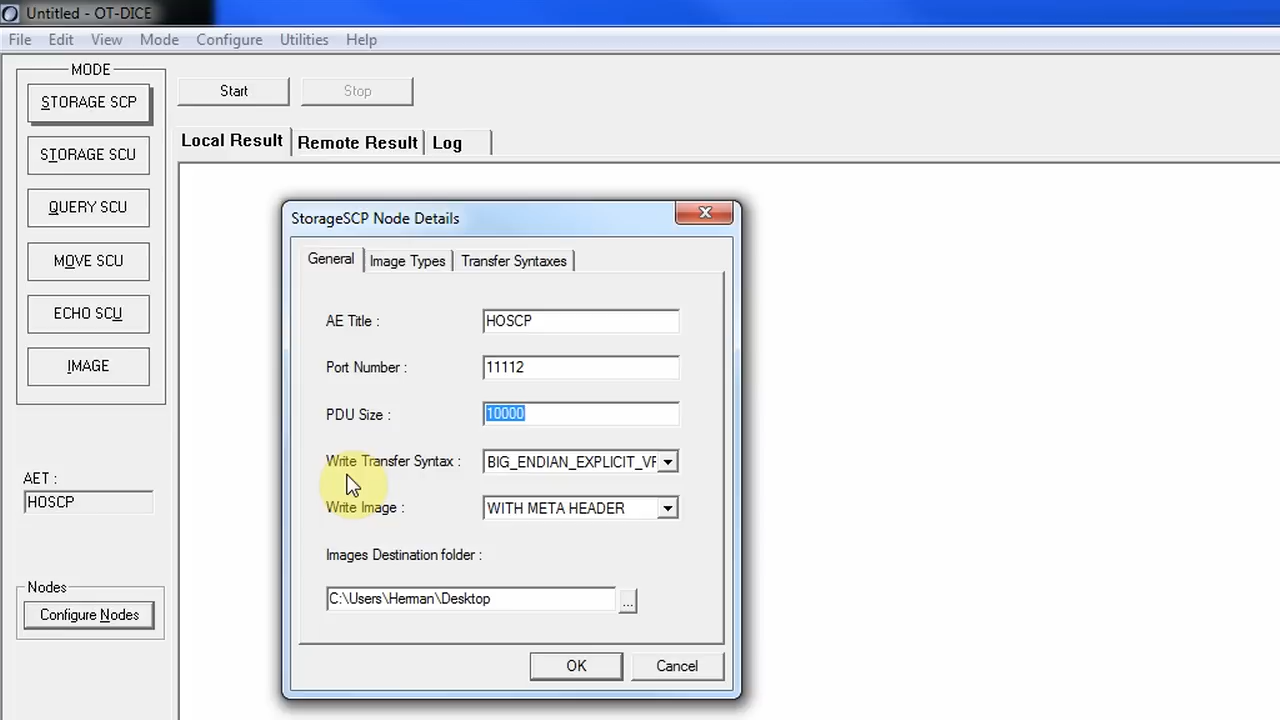 Untitled - OT-DICE
File Edit View Mode Configure Utilities Help
MODE
STORAGE SCP
STORAGE SCU
QUERY SCU
MOVE SCU
ECHO SCU
IMAGE
AET :
HOSCP
Nodes
Configure Nodes
Start Stop
Local Result Remote Result Log
StorageSCP Node Details
General Image Types Transfer Syntaxes
AE Title : HOSCP
Port Number : 11112
PDU Size : 10000
Write Transfer Syntax : BIG_ENDIAN_EXPLICIT_VR
Write Image : WITH META HEADER
Images Destination folder :
C:\Users\Herman\Desktop ...
OK Cancel